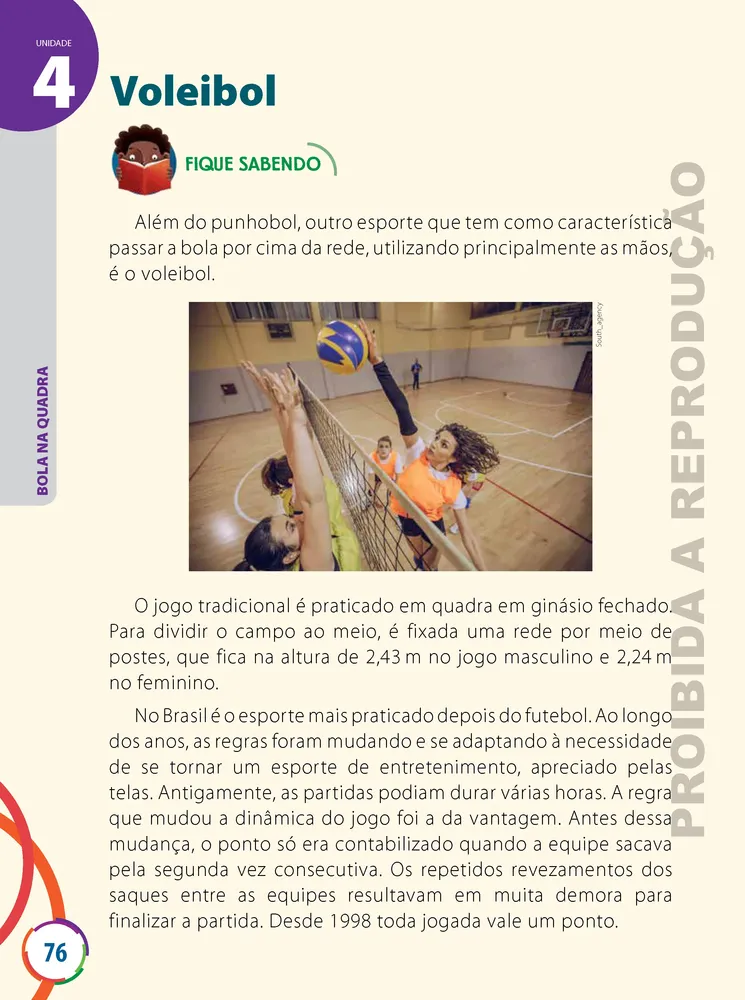 UNIDADE
4
Voleibol
FIQUE SABENDO
Além do punhobol, outro esporte que tem como característica
passar a bola por cima da rede, utilizando principalmente as mãos,
é o voleibol.
South_agency
BOLA NA QUADRA
O jogo tradicional é praticado em quadra em ginásio fechado.
Para dividir o campo ao meio, é fixada uma rede por meio de
postes, que fica na altura de 2,43 m no jogo masculino e 2,24 m
no feminino.
No Brasil é o esporte mais praticado depois do futebol. Ao longo
dos anos, as regras foram mudando e se adaptando à necessidade
de se tornar um esporte de entretenimento, apreciado pelas
telas. Antigamente, as partidas podiam durar várias horas. A regra
que mudou a dinâmica do jogo foi a da vantagem. Antes dessa
mudança, o ponto só era contabilizado quando a equipe sacava
pela segunda vez consecutiva. Os repetidos revezamentos dos
saques entre as equipes resultavam em muita demora para
finalizar a partida. Desde 1998 toda jogada vale um ponto.
PROIBIDA A REPRODUÇÃO
76